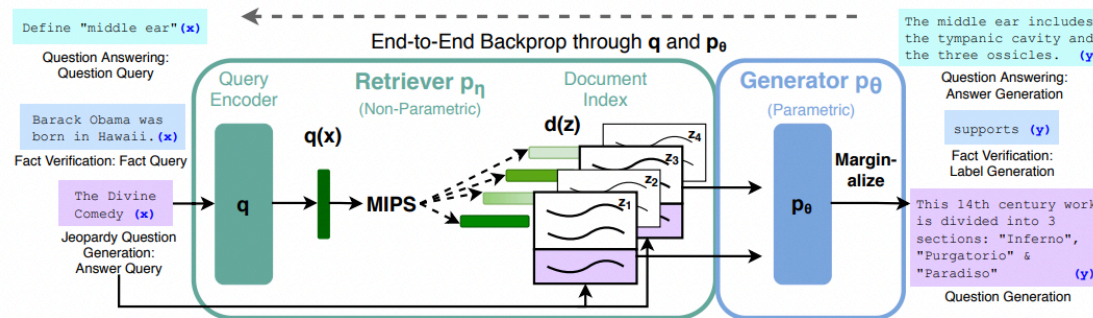 End-to-End Backprop through q and pθ
Define "middle ear"(x)
Question Answering:
Question Query
Barack Obama was
born in Hawaii.(x)
Fact Verification: Fact Query
The Divine
Comedy (x)
Jeopardy Question
Generation:
Answer Query
Query
Encoder
q
Retriever pη
(Non-Parametric)
q(x)
MIPS
Document
Index
d(z)
z4
z3
z2
z1
Generator pθ
(Parametric)
pθ
Margin-
alize
The middle ear includes
the tympanic cavity and
the three ossicles. (y)
Question Answering:
Answer Generation
supports (y)
Fact Verification:
Label Generation
This 14th century work
is divided into 3
sections: "Inferno",
"Purgatorio" &
"Paradiso" (y)
Question Generation